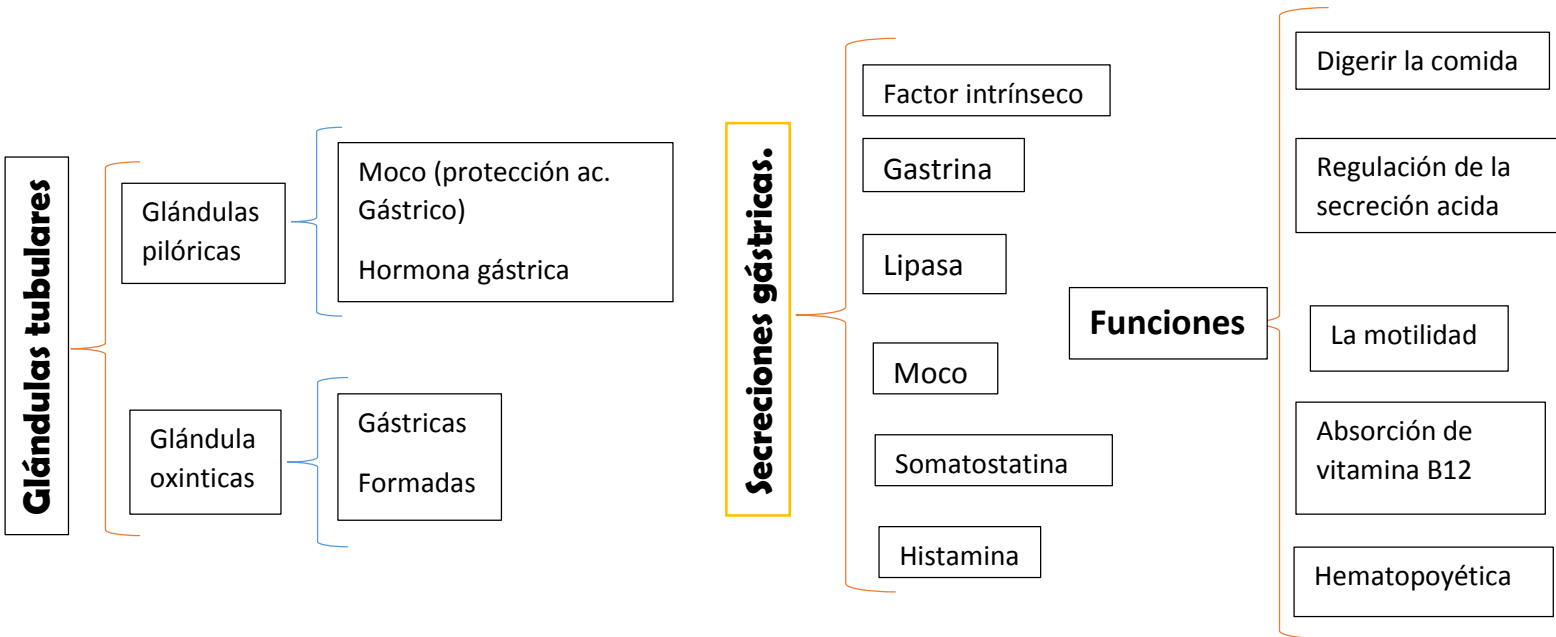 Glándulas tubulares
Glándulas
pilóricas
Moco (protección ac.
Gástrico)
Hormona gástrica
Glándula
oxinticas
Gástricas
Formadas
Secreciones gástricas.
Factor intrínseco
Gastrina
Lipasa
Moco
Somatostatina
Histamina
Funciones
Digerir la comida
Regulación de la
secreción acida
La motilidad
Absorción de
vitamina B12
Hematopoyética